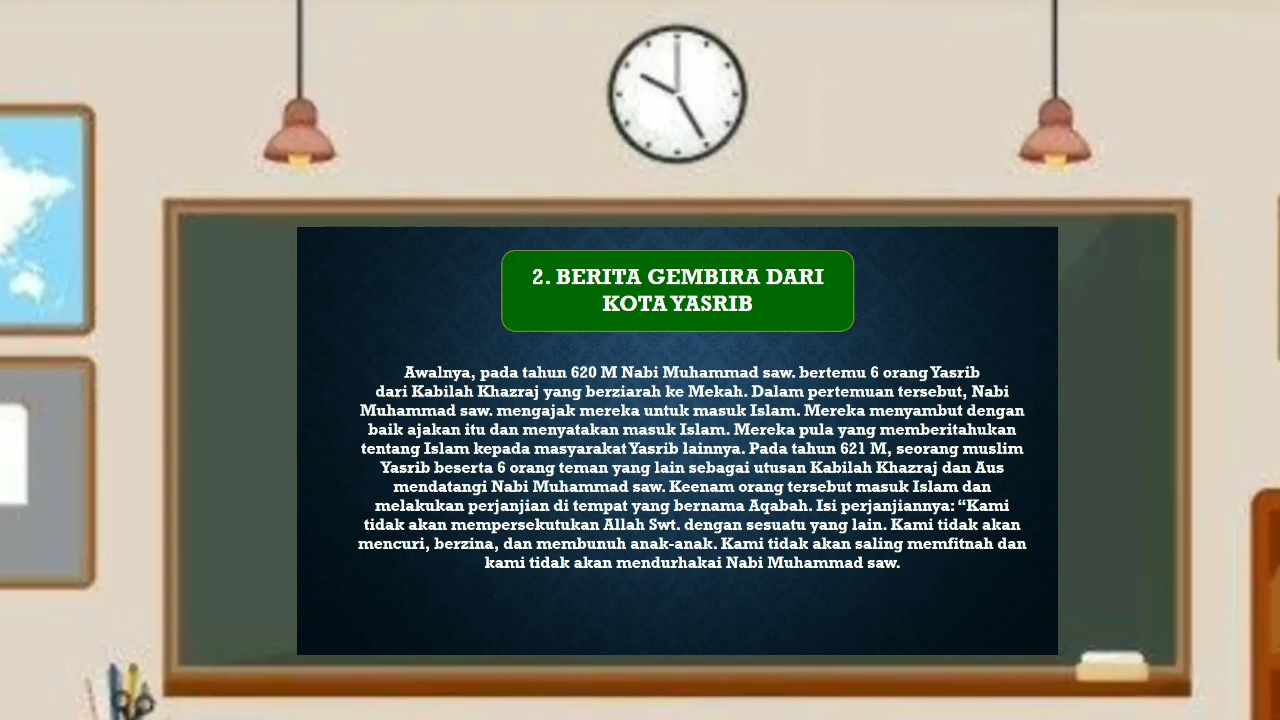 2. BERITA GEMBIRA DARI
KOTA YASRIB
Awalnya, pada tahun 620 M Nabi Muhammad saw. bertemu 6 orang Yasrib
dari Kabilah Khazraj yang berziarah ke Mekah. Dalam pertemuan tersebut, Nabi
Muhammad saw. mengajak mereka untuk masuk Islam. Mereka menyambut dengan
baik ajakan itu dan menyatakan masuk Islam. Mereka pula yang memberitahukan
tentang Islam kepada masyarakat Yasrib lainnya. Pada tahun 621 M, seorang muslim
Yasrib beserta 6 orang teman yang lain sebagai utusan Kabilah Khazraj dan Aus
mendatangi Nabi Muhammad saw. Keenam orang tersebut masuk Islam dan
melakukan perjanjian di tempat yang bernama Aqabah. Isi perjanjiannya: “Kami
tidak akan mempersekutukan Allah Swt. dengan sesuatu yang lain. Kami tidak akan
mencuri, berzina, dan membunuh anak-anak. Kami tidak akan saling memfitnah dan
kami tidak akan mendurhakai Nabi Muhammad saw.